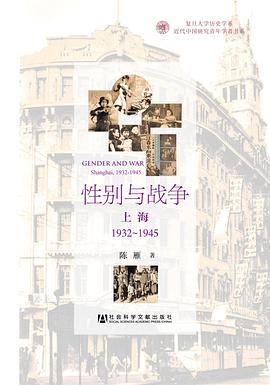 复旦大学历史学系
近代中国研究青年学者书系
GENDER AND WAR
Shanghai, 1932-1945
性别与战争
上海
1932~1945
陈雁 著
社会科学文献出版社
SOCIAL SCIENCES ACADEMIC PRESS (CHINA)